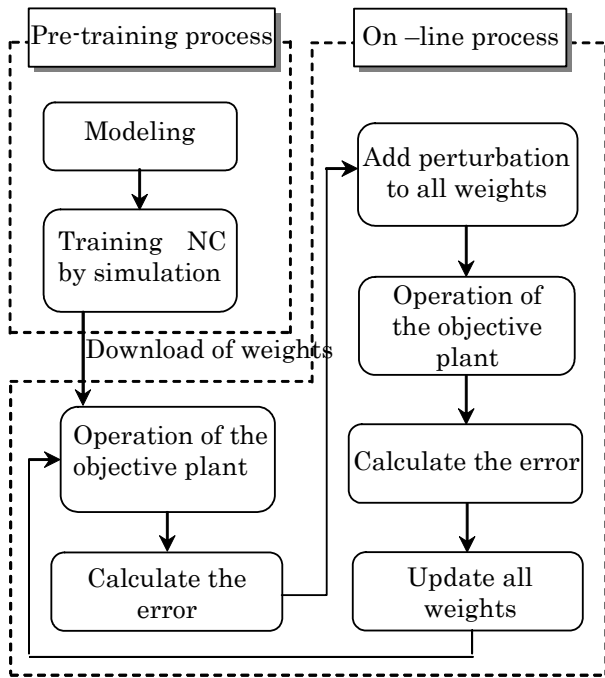 Pre-training process
On –line process
Modeling
Training NC
by simulation
Download of weights
Operation of the
objective plant
Calculate the
error
Add perturbation
to all weights
Operation of
the objective
plant
Calculate the error
Update all
weights